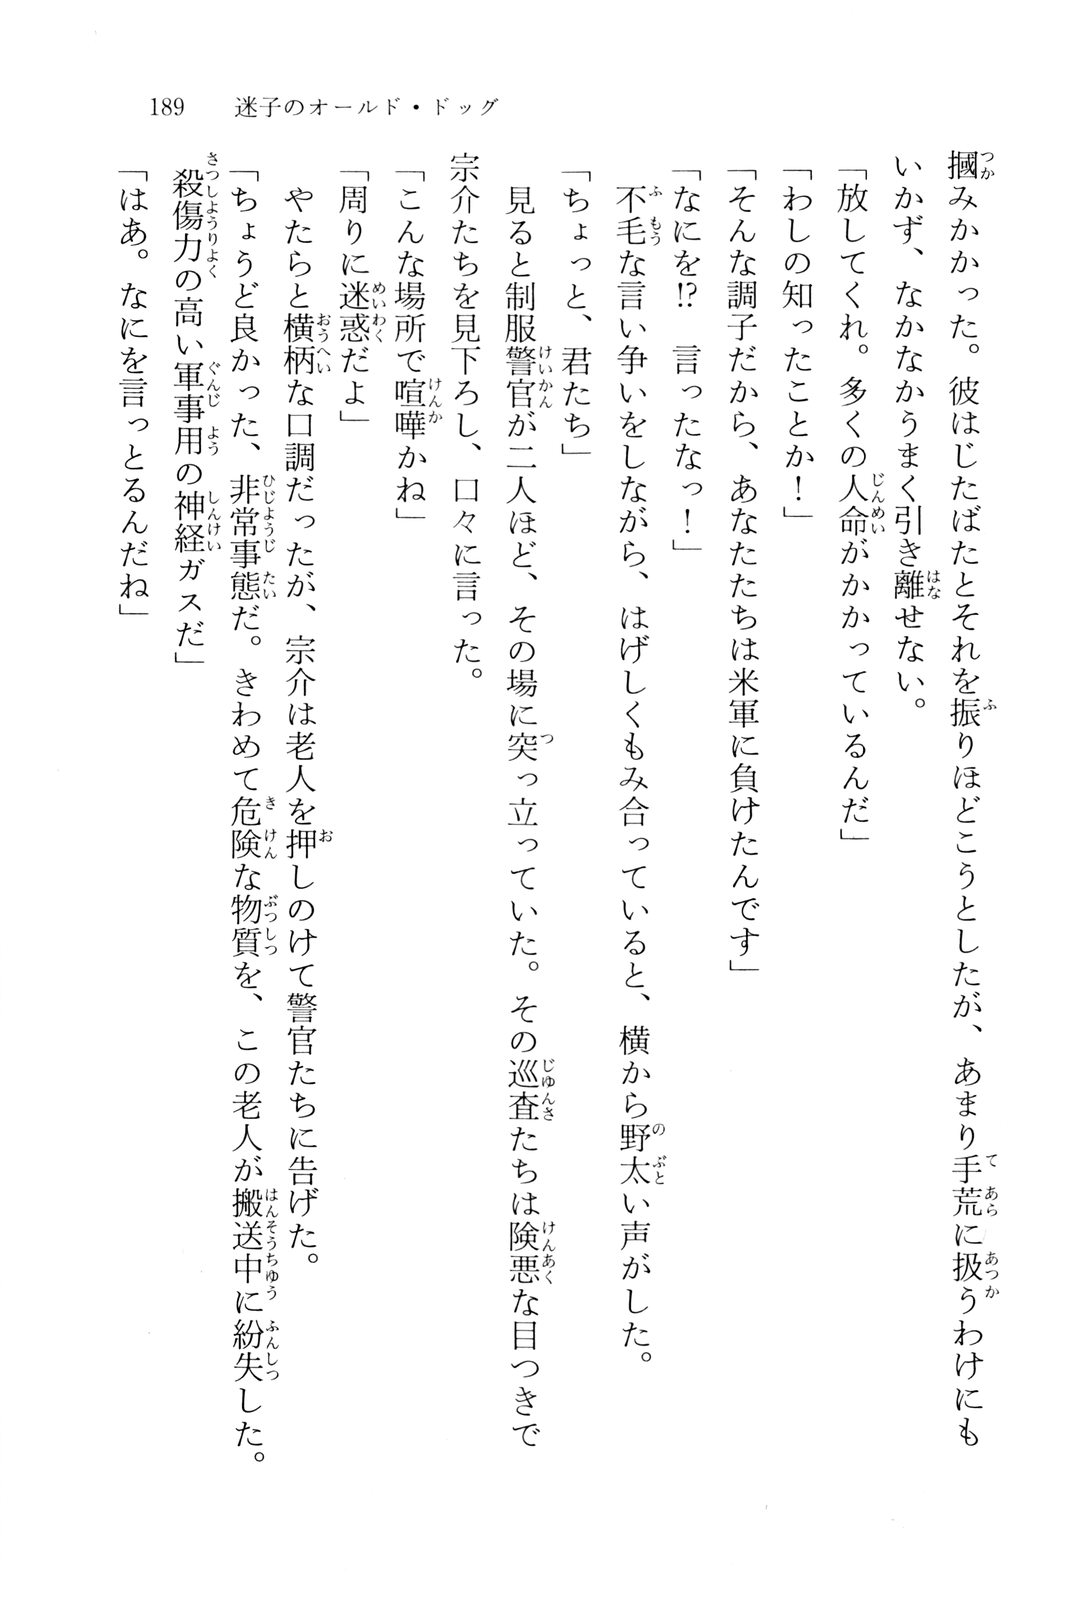 189　迷子のオールド・ドッグ
摑みかかった。彼はじたばたとそれを振りほどこうとしたが、あまり手荒に扱うわけにも
いかず、なかなかうまく引き離せない。
「放してくれ。多くの人命がかかっているんだ」
「わしの知ったことか！」
「そんな調子だから、あなたたちは米軍に負けたんです」
「なにを!?　言ったなっ！」
　不毛な言い争いをしながら、はげしくもみ合っていると、横から野太い声がした。
「ちょっと、君たち」
　見ると制服警官が二人ほど、その場に突っ立っていた。その巡査たちは険悪な目つきで
宗介たちを見下ろし、口々に言った。
「こんな場所で喧嘩かね」
「周りに迷惑だよ」
　やたらと横柄な口調だったが、宗介は老人を押しのけて警官たちに告げた。
「ちょうど良かった、非常事態だ。きわめて危険な物質を、この老人が搬送中に紛失した。
殺傷力の高い軍事用の神経ガスだ」
「はあ。なにを言っとるんだね」